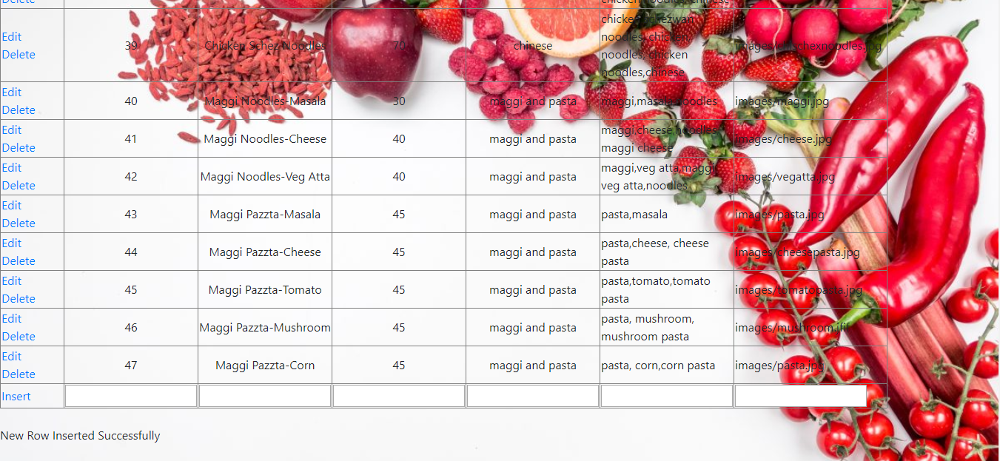 Delete
chicken noodles, chinese
Edit
Delete
39
Chicken Schez Noodles
70
chinese
chicken schezwan
noodles, chicken
noodles, chicken
noodles,chinese
Edit
Delete
40
Maggi Noodles-Masala
30
maggi and pasta
maggi,masala,noodles
images/maggi.jpg
Edit
Delete
41
Maggi Noodles-Cheese
40
maggi and pasta
maggi,cheese,noodles
maggi cheese
images/cheese.jpg
Edit
Delete
42
Maggi Noodles-Veg Atta
40
maggi and pasta
maggi,veg atta,maggi
veg atta,noodles
images/vegatta.jpg
Edit
Delete
43
Maggi Pazzta-Masala
45
maggi and pasta
pasta,masala
images/pasta.jpg
Edit
Delete
44
Maggi Pazzta-Cheese
45
maggi and pasta
pasta,cheese, cheese
pasta
images/cheesepasta.jpg
Edit
Delete
45
Maggi Pazzta-Tomato
45
maggi and pasta
pasta,tomato,tomato
pasta
images/tomatopasta.jpg
Edit
Delete
46
Maggi Pazzta-Mushroom
45
maggi and pasta
pasta, mushroom,
mushroom pasta
images/mushroom.jfif
Edit
Delete
47
Maggi Pazzta-Corn
45
maggi and pasta
pasta, corn,corn pasta
images/pasta.jpg
Insert
New Row Inserted Successfully